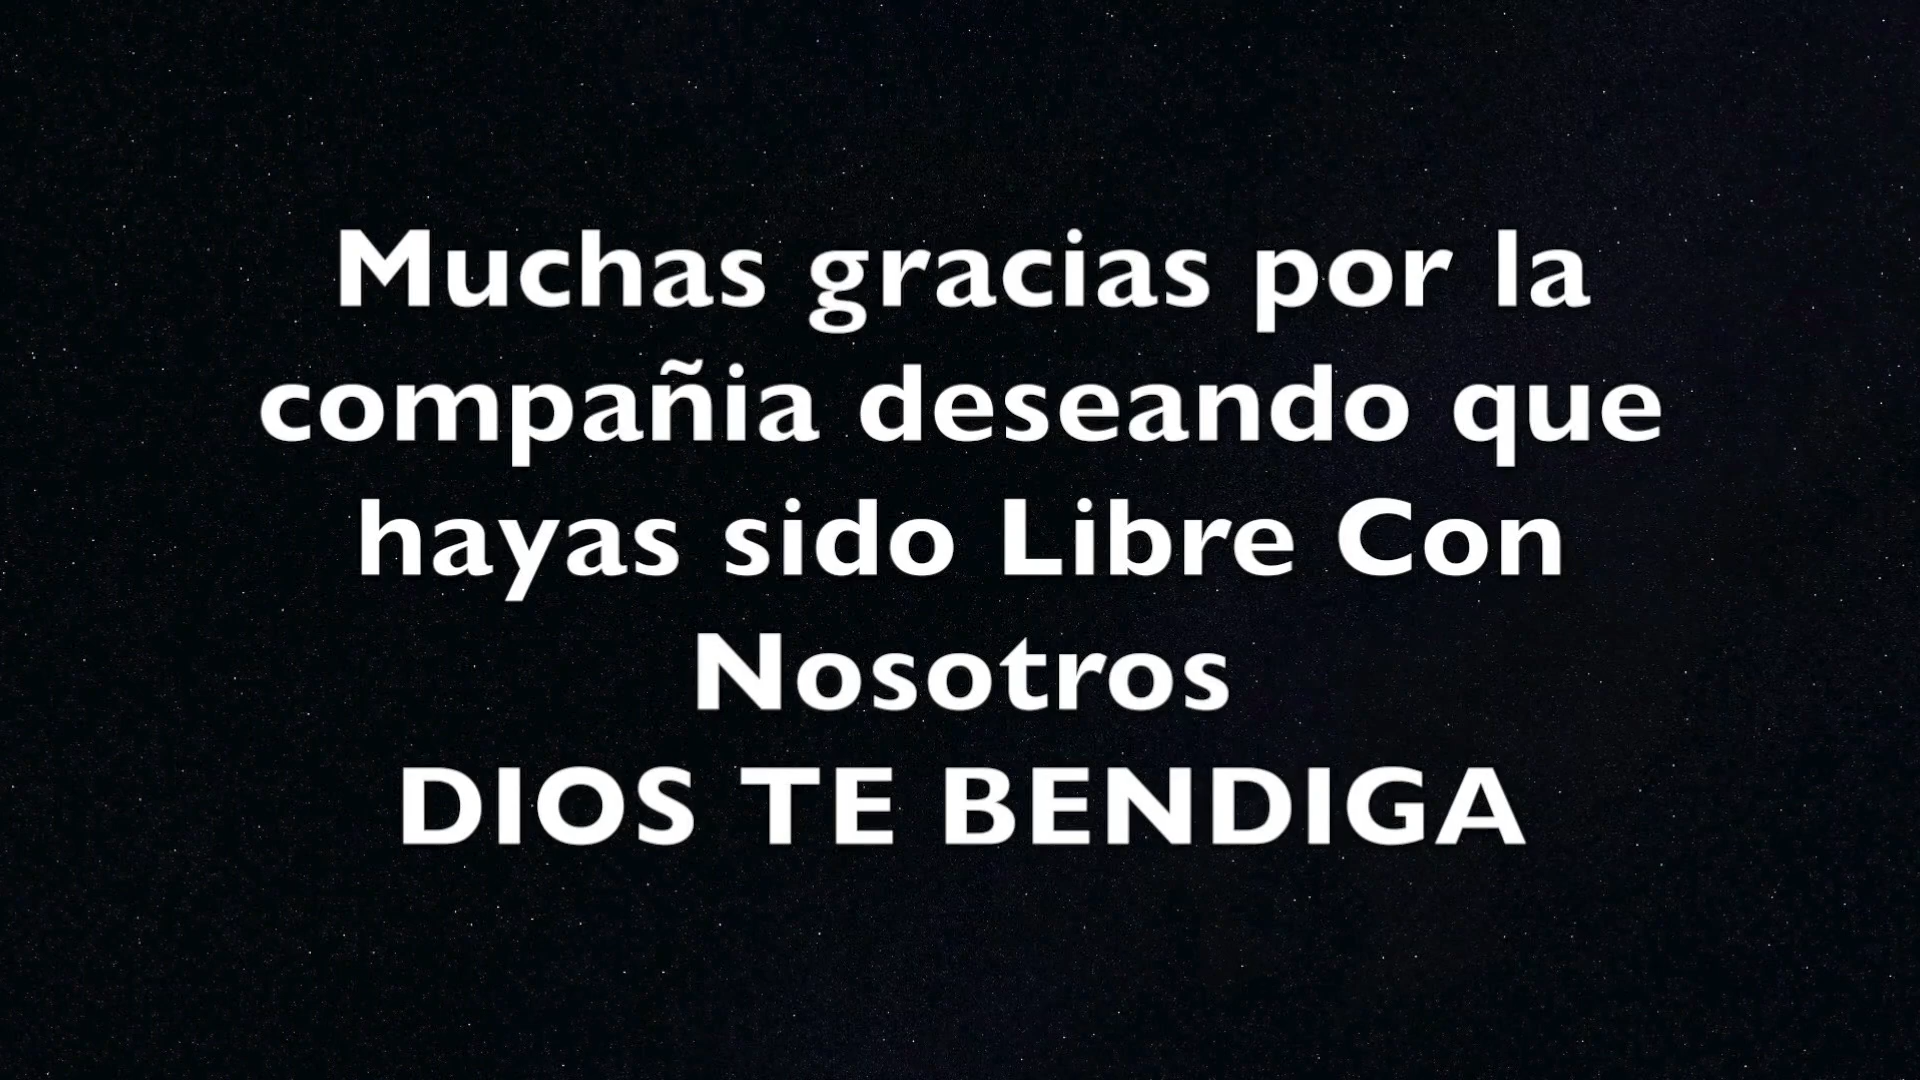 Muchas gracias por la
compañia deseando que
hayas sido Libre Con
Nosotros
DIOS TE BENDIGA